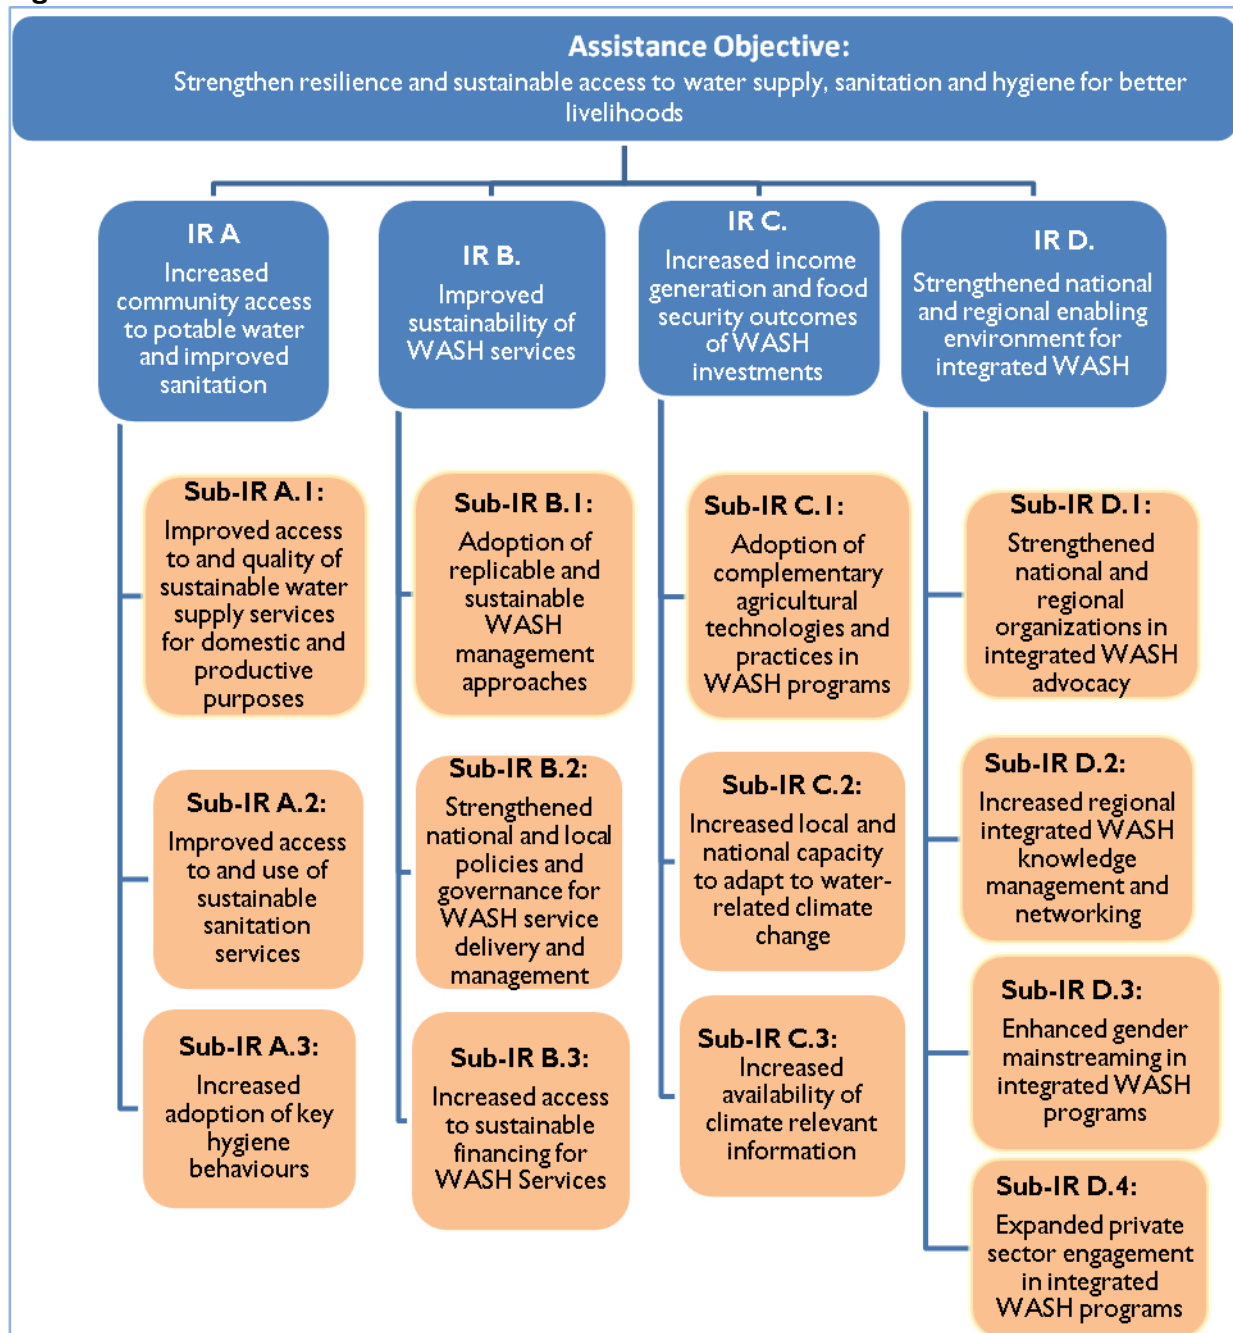 Assistance Objective:
Strengthen resilience and sustainable access to water supply, sanitation and hygiene for better
livelihoods
IR A
Increased
community access
to potable water
and improved
sanitation
IR B.
Improved
sustainability of
WASH services
IR C.
Increased income
generation and food
security outcomes
of WASH
investments
IR D.
Strengthened national
and regional enabling
environment for
integrated WASH
Sub-IR A.1:
Improved access
to and quality of
sustainable water
supply services
for domestic and
productive
purposes
Sub-IR B.1:
Adoption of
replicable and
sustainable
WASH
management
approaches
Sub-IR C.1:
Adoption of
complementary
agricultural
technologies and
practices in
WASH programs
Sub-IR D.1:
Strengthened
national and
regional
organizations in
integrated WASH
advocacy
Sub-IR A.2:
Improved access
to and use of
sustainable
sanitation
services
Sub-IR B.2:
Strengthened
national and local
policies and
governance for
WASH service
delivery and
management
Sub-IR C.2:
Increased local and
national capacity
to adapt to water-
related climate
change
Sub-IR D.2:
Increased regional
integrated WASH
knowledge
management and
networking
Sub-IR A.3:
Increased
adoption of key
hygiene
behaviours
Sub-IR B.3:
Increased access
to sustainable
financing for
WASH Services
Sub-IR C.3:
Increased
availability of
climate relevant
information
Sub-IR D.3:
Enhanced gender
mainstreaming in
integrated WASH
programs
Sub-IR D.4:
Expanded private
sector engagement
in integrated
WASH programs